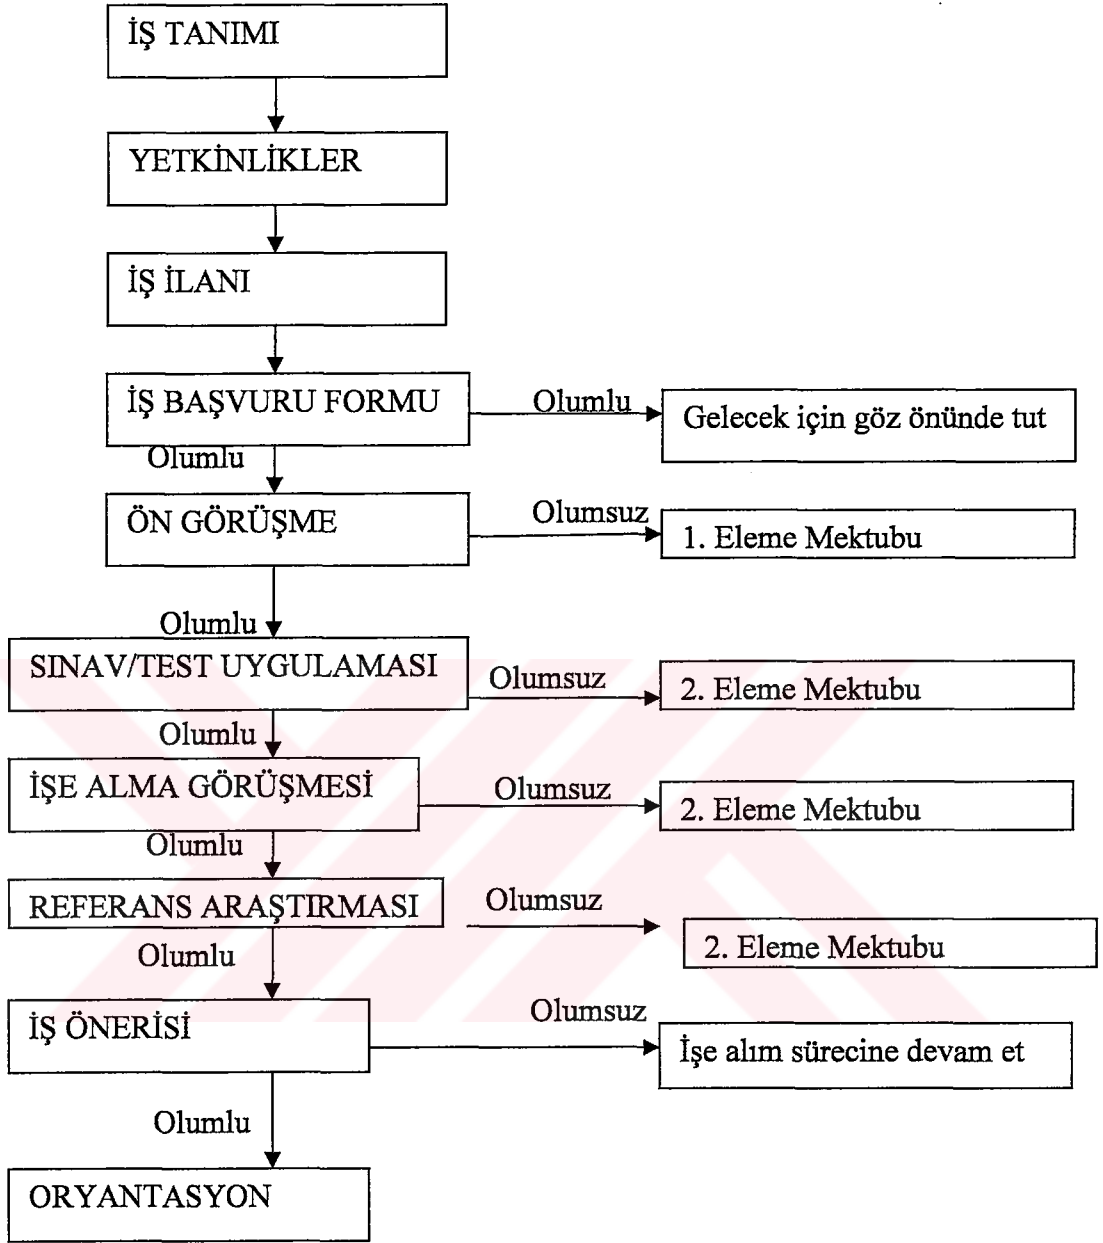 İŞ TANIMI
YETKİNLİKLER
İŞ İLANI
İŞ BAŞVURU FORMU
Olumlu
Gelecek için göz önünde tut
Olumlu
ÖN GÖRÜŞME
Olumsuz
1. Eleme Mektubu
Olumlu
SINAV/TEST UYGULAMASI
Olumsuz
2. Eleme Mektubu
Olumlu
İŞE ALMA GÖRÜŞMESİ
Olumsuz
2. Eleme Mektubu
Olumlu
REFERANS ARAŞTIRMASI
Olumsuz
2. Eleme Mektubu
Olumlu
İŞ ÖNERİSİ
Olumsuz
İşe alım sürecine devam et
Olumlu
ORYANTASYON